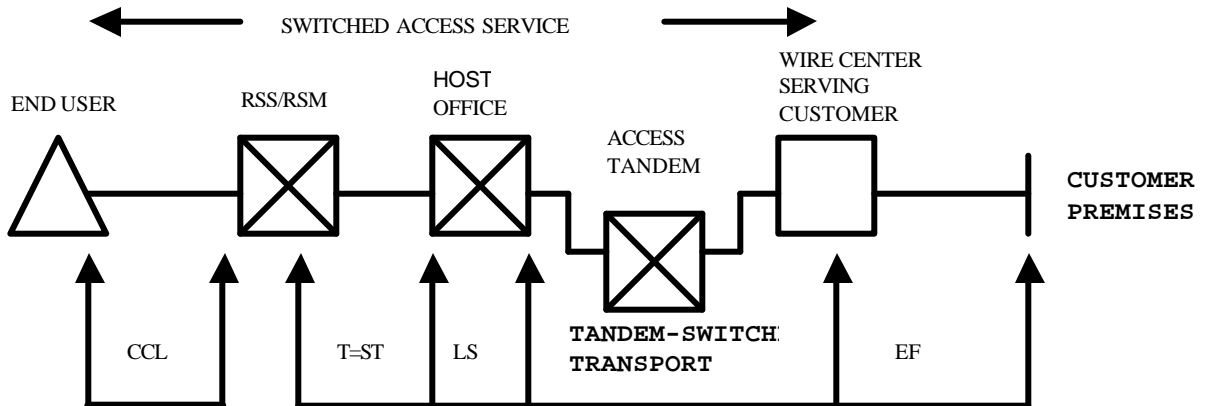 SWITCHED ACCESS SERVICE
WIRE CENTER
SERVING
CUSTOMER
HOST
OFFICE
RSS/RSM
END USER
ACCESS
TANDEM
CUSTOMER
PREMISES
TANDEM-SWITCH
TRANSPORT
CCL
T=ST
LS
EF